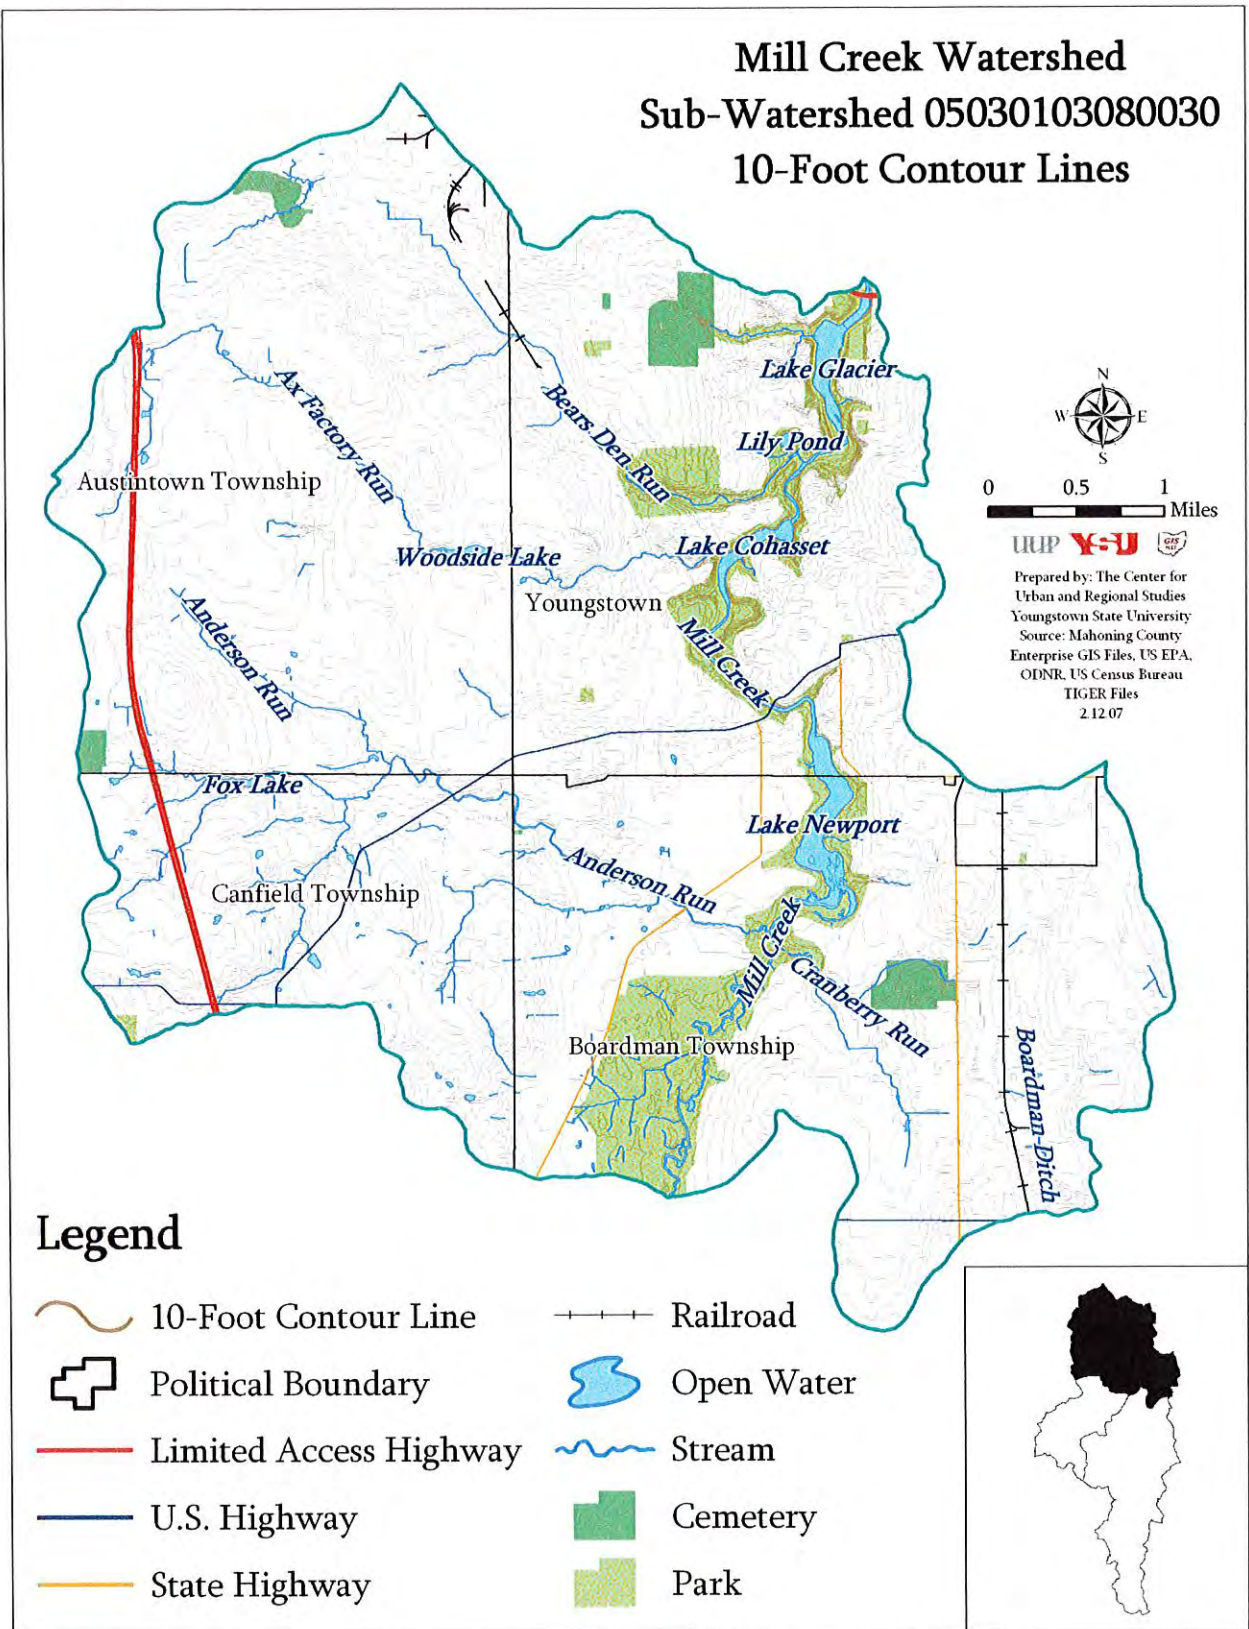 Mill Creek Watershed
Sub-Watershed 05030103080030
10-Foot Contour Lines
Lake Glacier
Lily Pond
Bears Den Run
Ax Factory Run
Austintown Township
Woodside Lake
Lake Cohasset
Youngstown
Mill Creek
Anderson Run
Fox Lake
Lake Newport
Canfield Township
Anderson Run
Mill Creek
Cranberry Run
Boardman Township
Boardman-Ditch
N
W
E
S
0 0.5 1
Miles
UUP YSU GIS
Prepared by: The Center for
Urban and Regional Studies
Youngstown State University
Source: Mahoning County
Enterprise GIS Files, US EPA,
ODNR, US Census Bureau
TIGER Files
2.12.07
Legend
10-Foot Contour Line
Political Boundary
Limited Access Highway
U.S. Highway
State Highway
Railroad
Open Water
Stream
Cemetery
Park